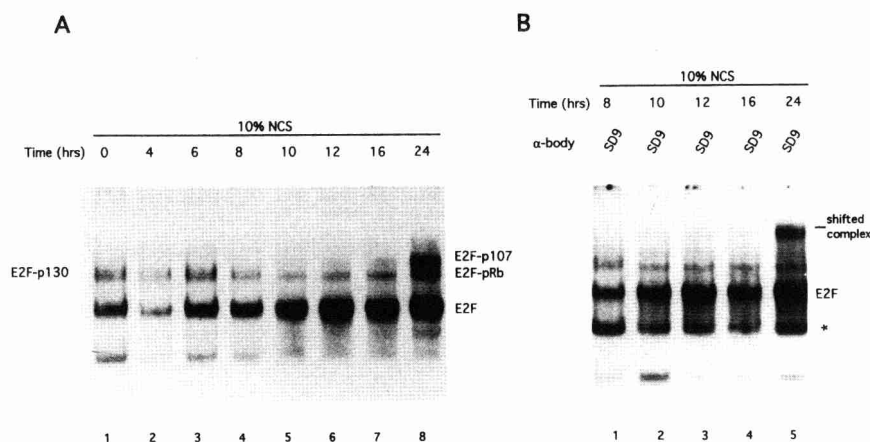 A
10% NCS
Time (hrs) 0 4 6 8 10 12 16 24
E2F-p130
E2F-p107
E2F-pRb
E2F
1 2 3 4 5 6 7 8
B
10% NCS
Time (hrs) 8 10 12 16 24
α-body SD9 SD9 SD9 SD9 SD9
shifted
complex
E2F
*
1 2 3 4 5